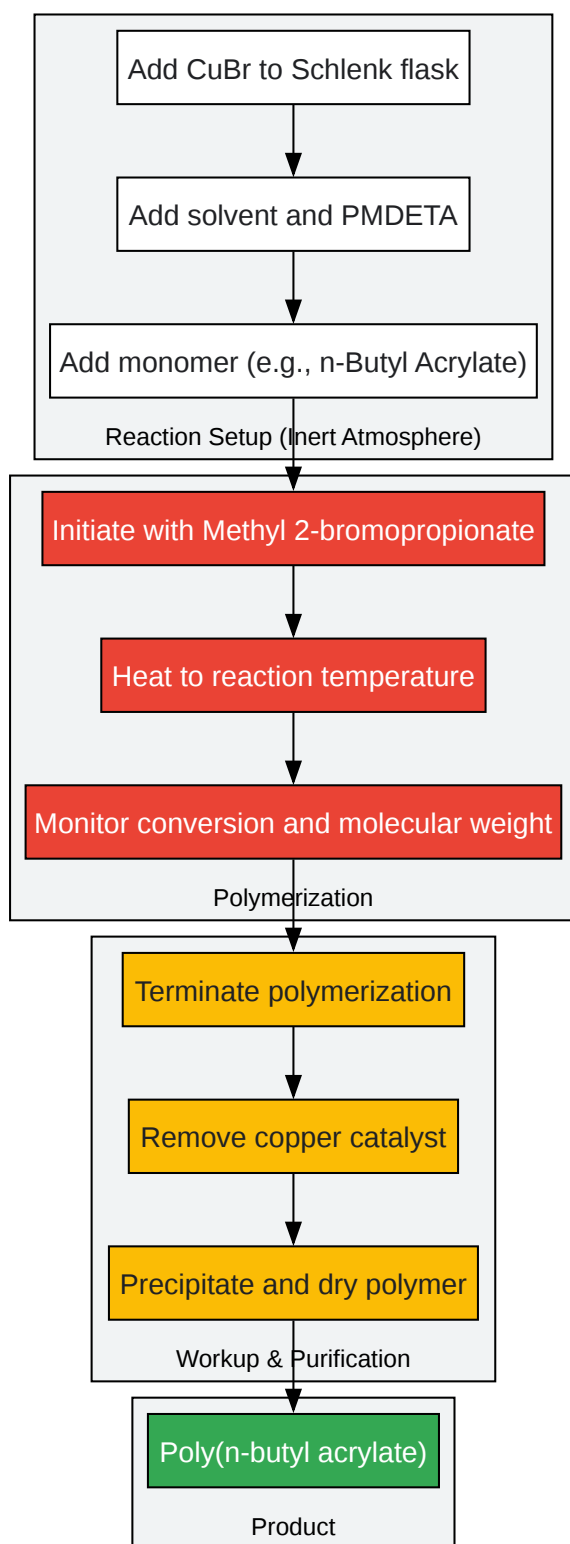 Add CuBr to Schlenk flask
Add solvent and PMDETA
Add monomer (e.g., n-Butyl Acrylate)
Reaction Setup (Inert Atmosphere)
Initiate with Methyl 2-bromopropionate
Heat to reaction temperature
Monitor conversion and molecular weight
Polymerization
Terminate polymerization
Remove copper catalyst
Precipitate and dry polymer
Workup & Purification
Poly(n-butyl acrylate)
Product